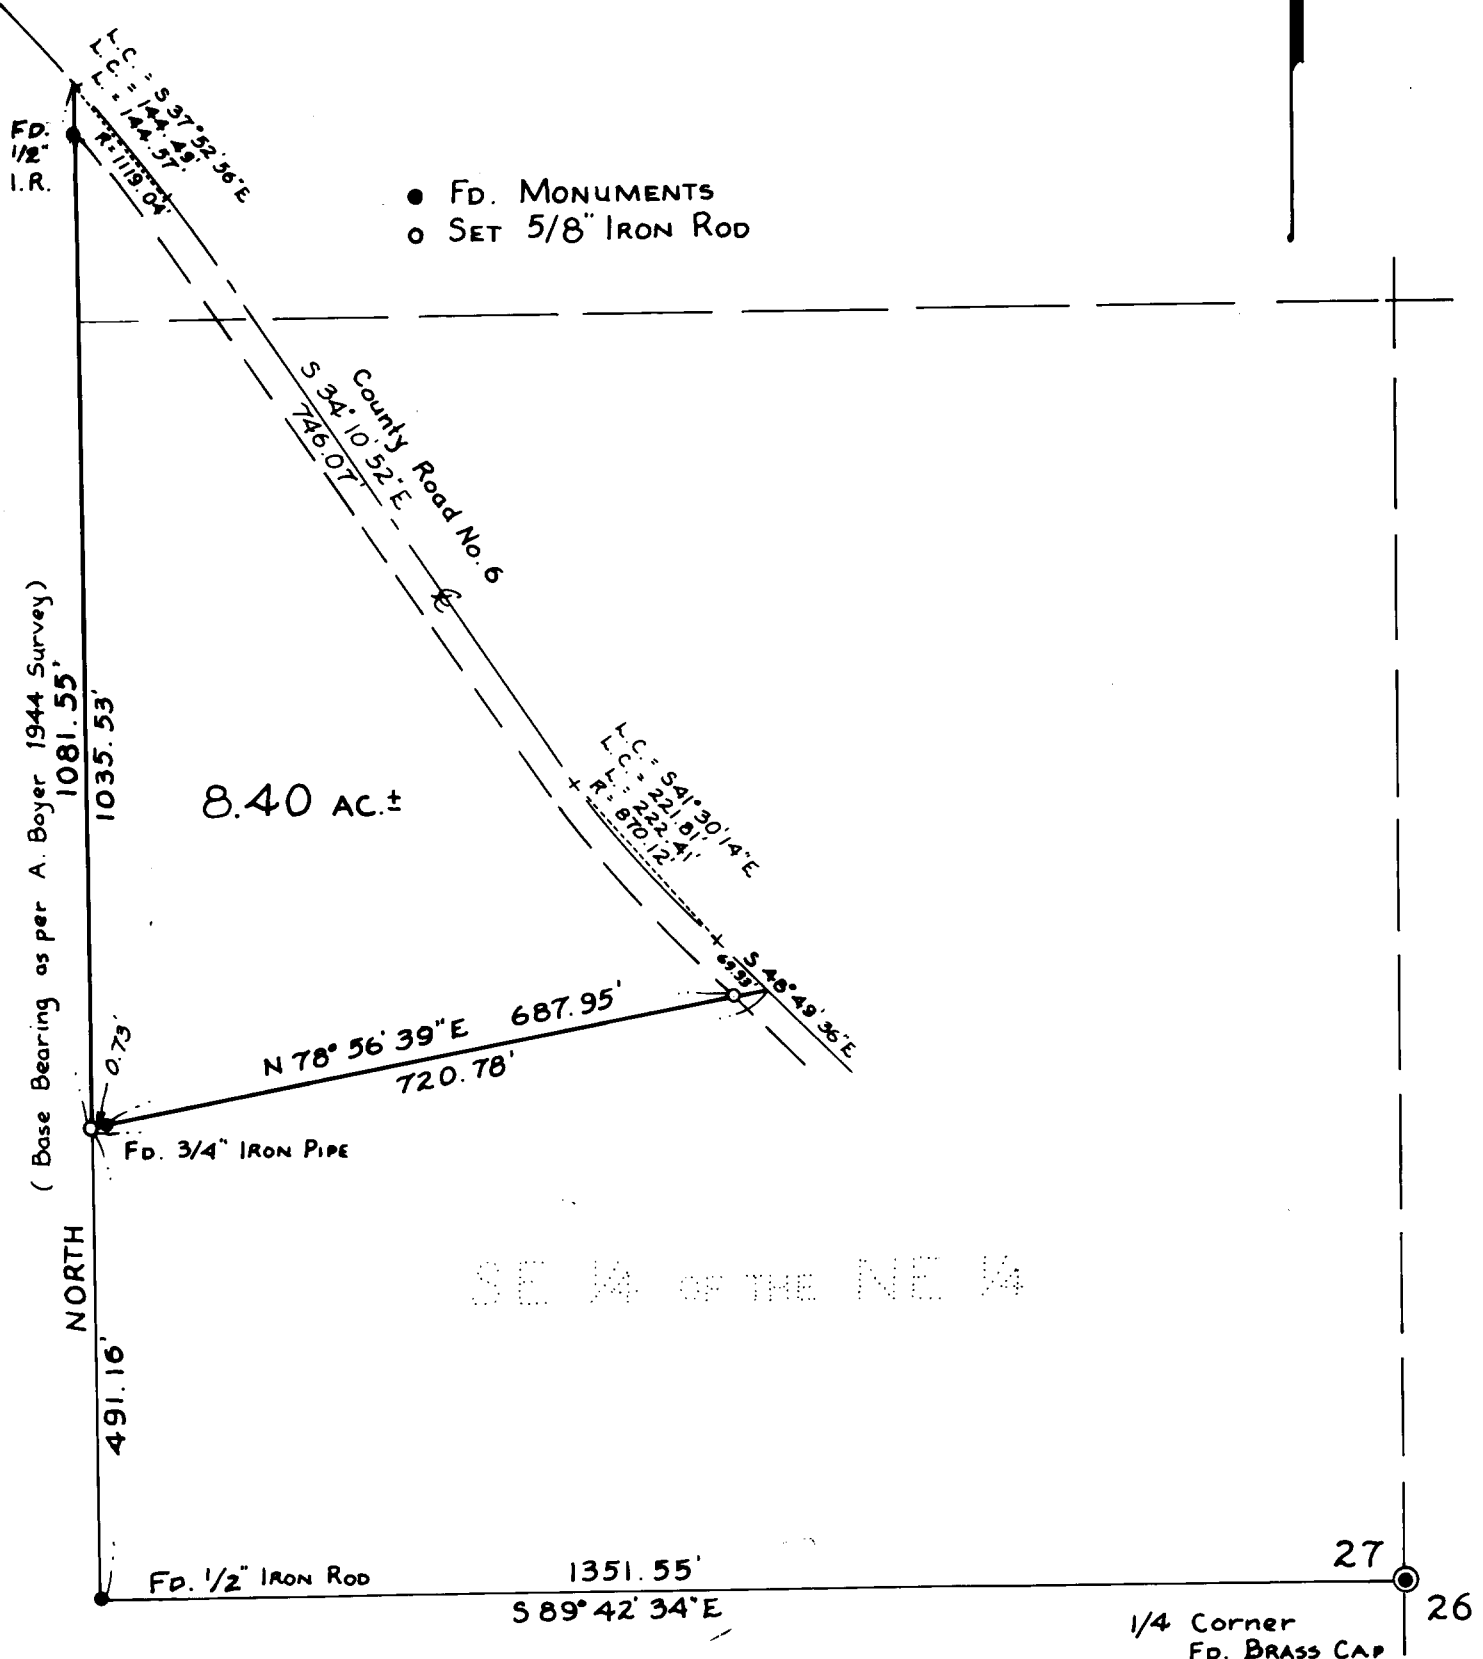 L.C. = S 37° 52' 56" E
L.C. = 144.49'
L. = 144.57'
R= 1119.04'
FD.
1/2"
I.R.
● FD. MONUMENTS
○ SET 5/8" IRON ROD
County Road No. 6
S 34° 10' 52" E
746.07'
℄
(Base Bearing as per A. Boyer 1944 Survey)
1081.55'
1035.53'
8.40 AC.±
L.C. = S 41° 30' 14" E
L.C. = 221.81'
L. = 222.41'
R = 870.12'
S 48° 49' 36" E
69.93'
N 78° 56' 39" E 687.95'
720.78'
0.73'
FD. 3/4" IRON PIPE
NORTH
491.16'
SE 1/4 OF THE NE 1/4
FD. 1/2" IRON ROD
1351.55'
S 89° 42' 34" E
27
26
1/4 Corner
FD. BRASS CAP